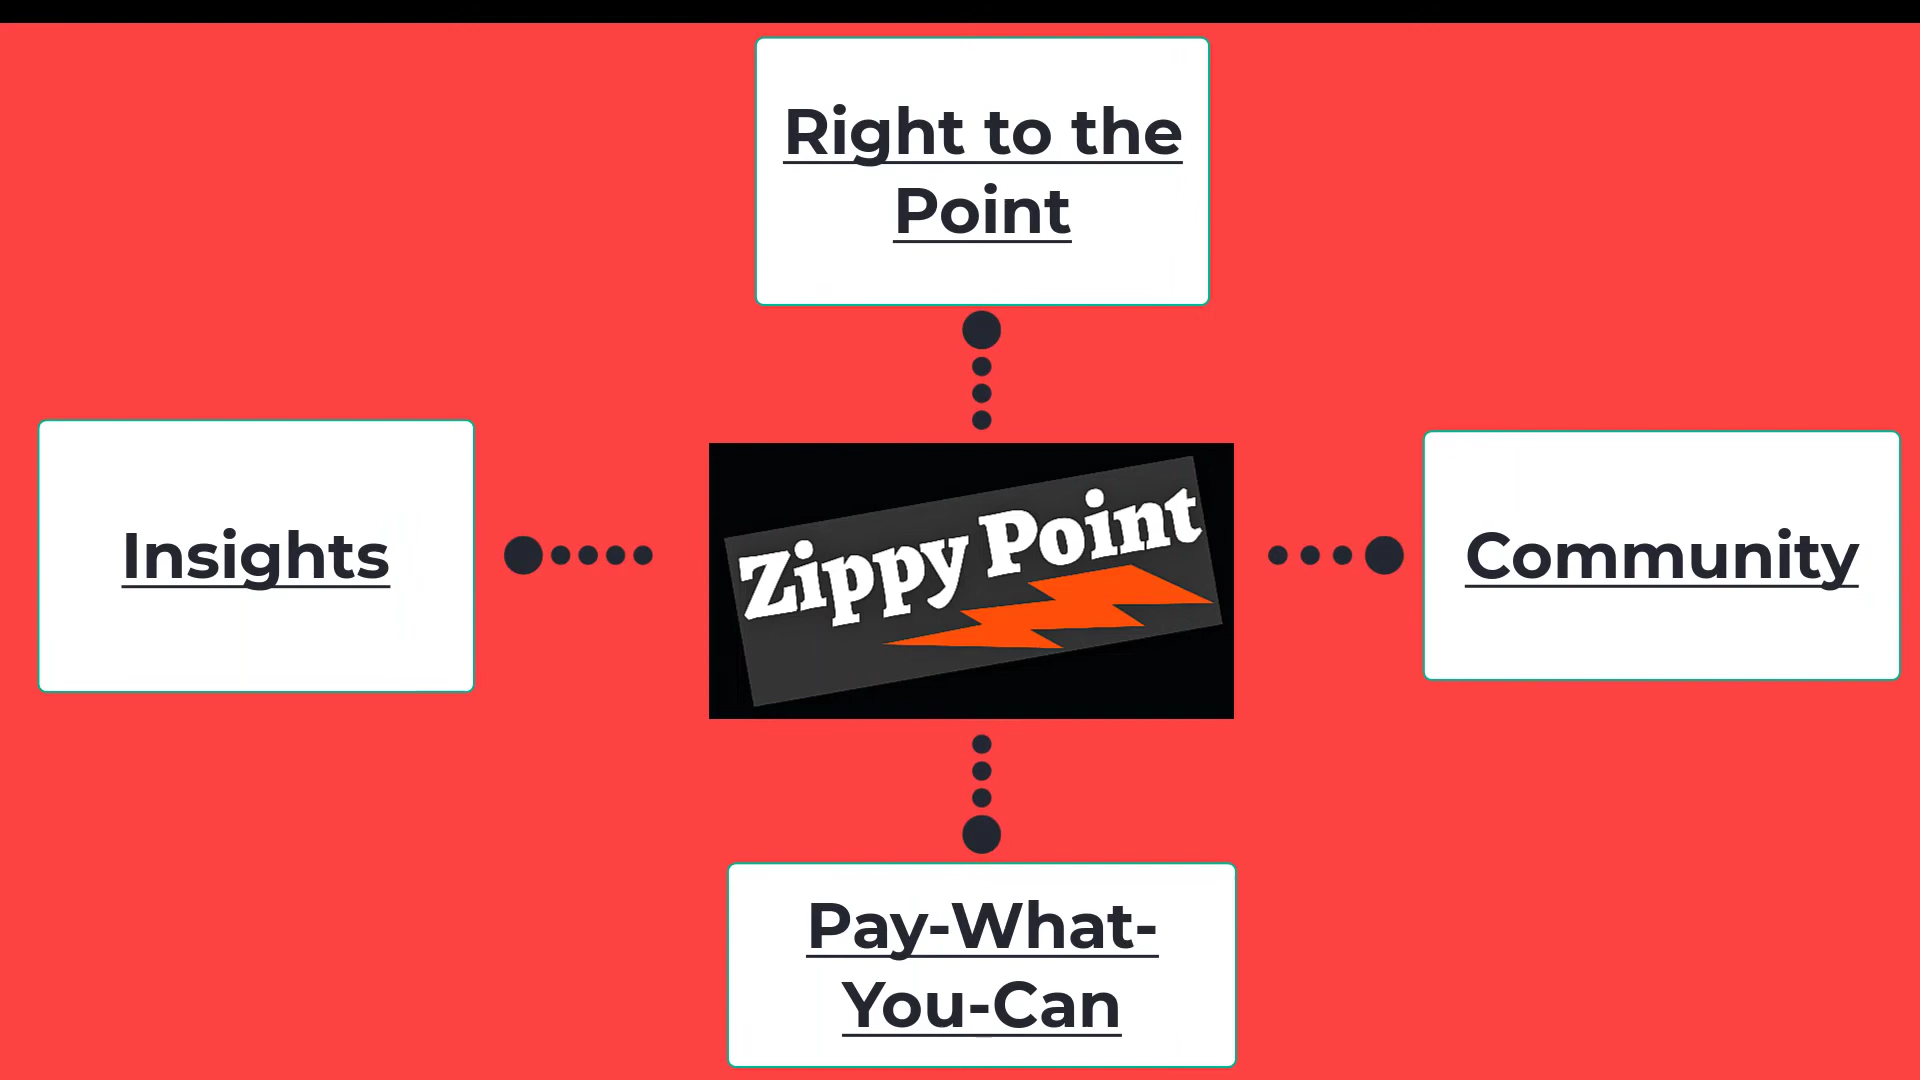 Right to the
Point
Insights
Zippy Point
Community
Pay-What-
You-Can